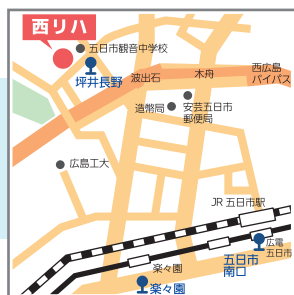 西リハ
五日市観音中学校
坪井長野
波出石
木舟
西広島
バイパス
造幣局
安芸五日市
郵便局
広島工大
JR 五日市駅
広電
五日市
五日市
南口
楽々園
楽々園